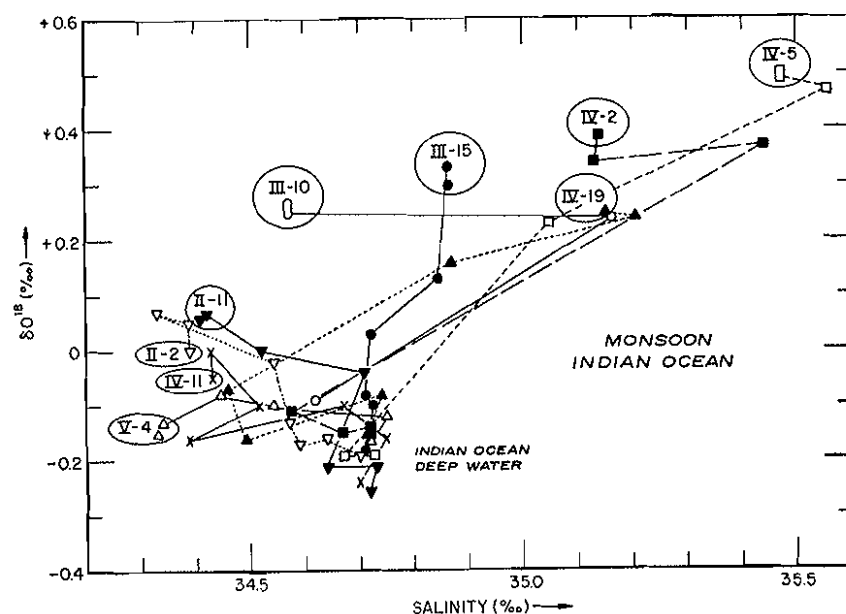 +0.6
+0.4
+0.2
0
-0.2
-0.4
δO¹⁸ (‰) →
IV-5
IV-2
III-15
III-10
IV-19
II-11
II-2
IV-11
V-4
MONSOON
INDIAN OCEAN
INDIAN OCEAN
DEEP WATER
34.5
35.0
35.5
SALINITY (‰) →